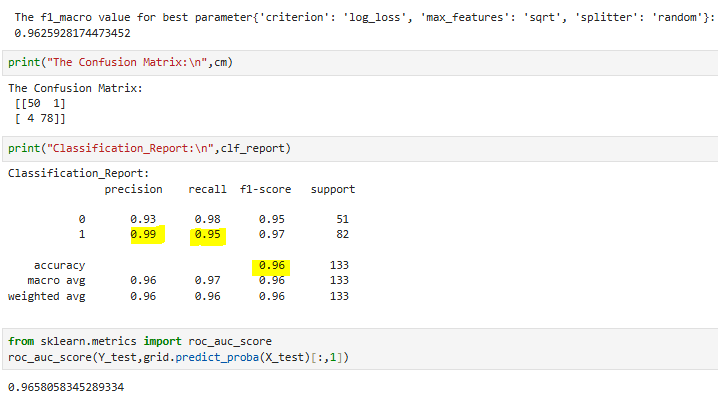 The f1_macro value for best parameter{'criterion': 'log_loss', 'max_features': 'sqrt', 'splitter': 'random'}:
0.9625928174473452
print("The Confusion Matrix:\n",cm)
The Confusion Matrix:
[[50 1]
[ 4 78]]
print("Classification_Report:\n",clf_report)
Classification_Report:
precision recall f1-score support
0 0.93 0.98 0.95 51
1 0.99 0.95 0.97 82
accuracy 0.96 133
macro avg 0.96 0.97 0.96 133
weighted avg 0.96 0.96 0.96 133
from sklearn.metrics import roc_auc_score
roc_auc_score(Y_test,grid.predict_proba(X_test)[:,1])
0.9658058345289334